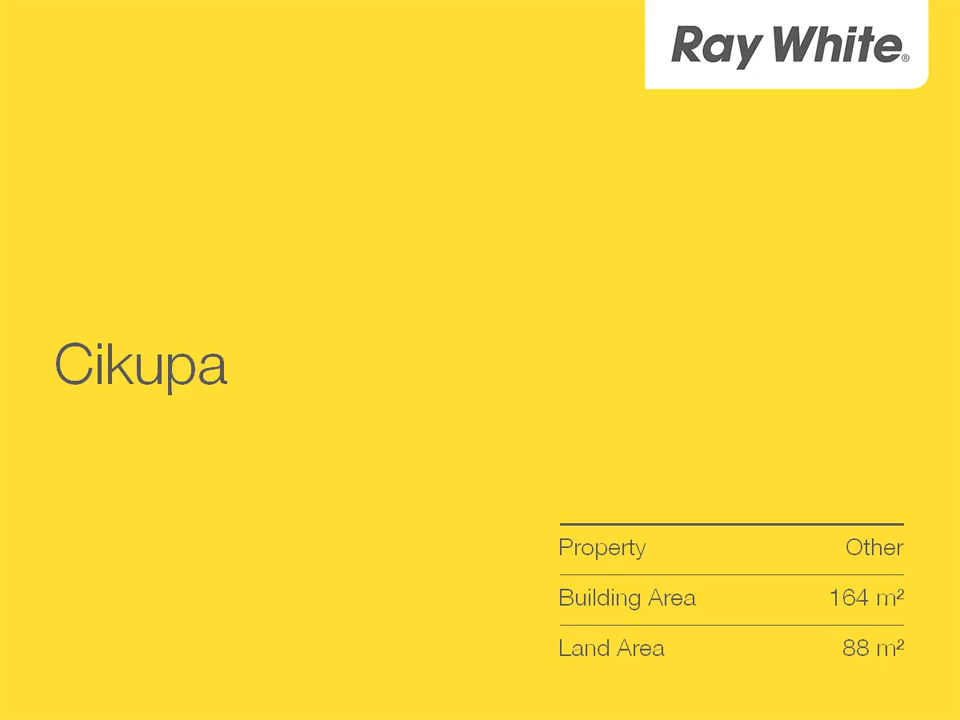 Ray White®
Cikupa
Property Other
Building Area 164 m²
Land Area 88 m²